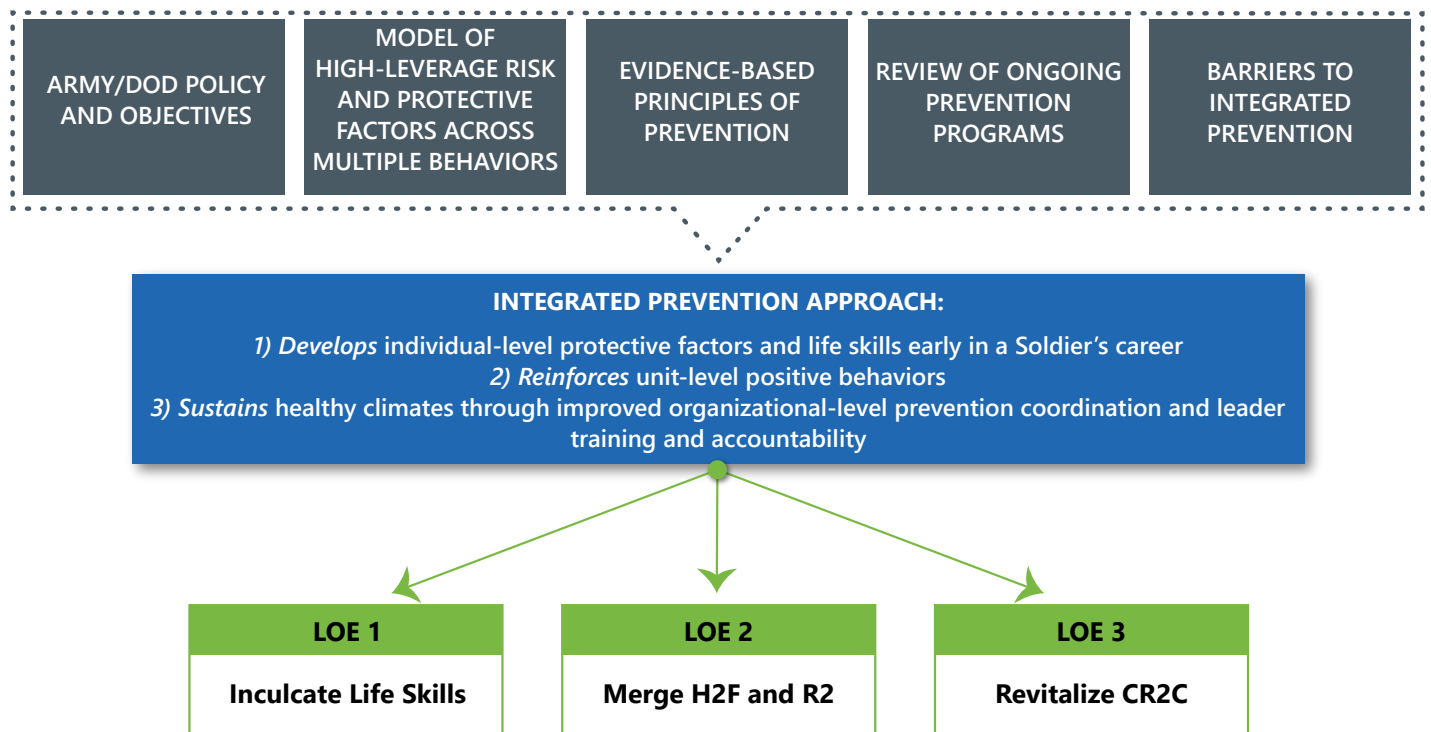 ARMY/DOD POLICY
AND OBJECTIVES
MODEL OF
HIGH-LEVERAGE RISK
AND PROTECTIVE
FACTORS ACROSS
MULTIPLE BEHAVIORS
EVIDENCE-BASED
PRINCIPLES OF
PREVENTION
REVIEW OF ONGOING
PREVENTION
PROGRAMS
BARRIERS TO
INTEGRATED
PREVENTION
INTEGRATED PREVENTION APPROACH:
1) Develops individual-level protective factors and life skills early in a Soldier’s career
2) Reinforces unit-level positive behaviors
3) Sustains healthy climates through improved organizational-level prevention coordination and leader
training and accountability
LOE 1
Inculcate Life Skills
LOE 2
Merge H2F and R2
LOE 3
Revitalize CR2C